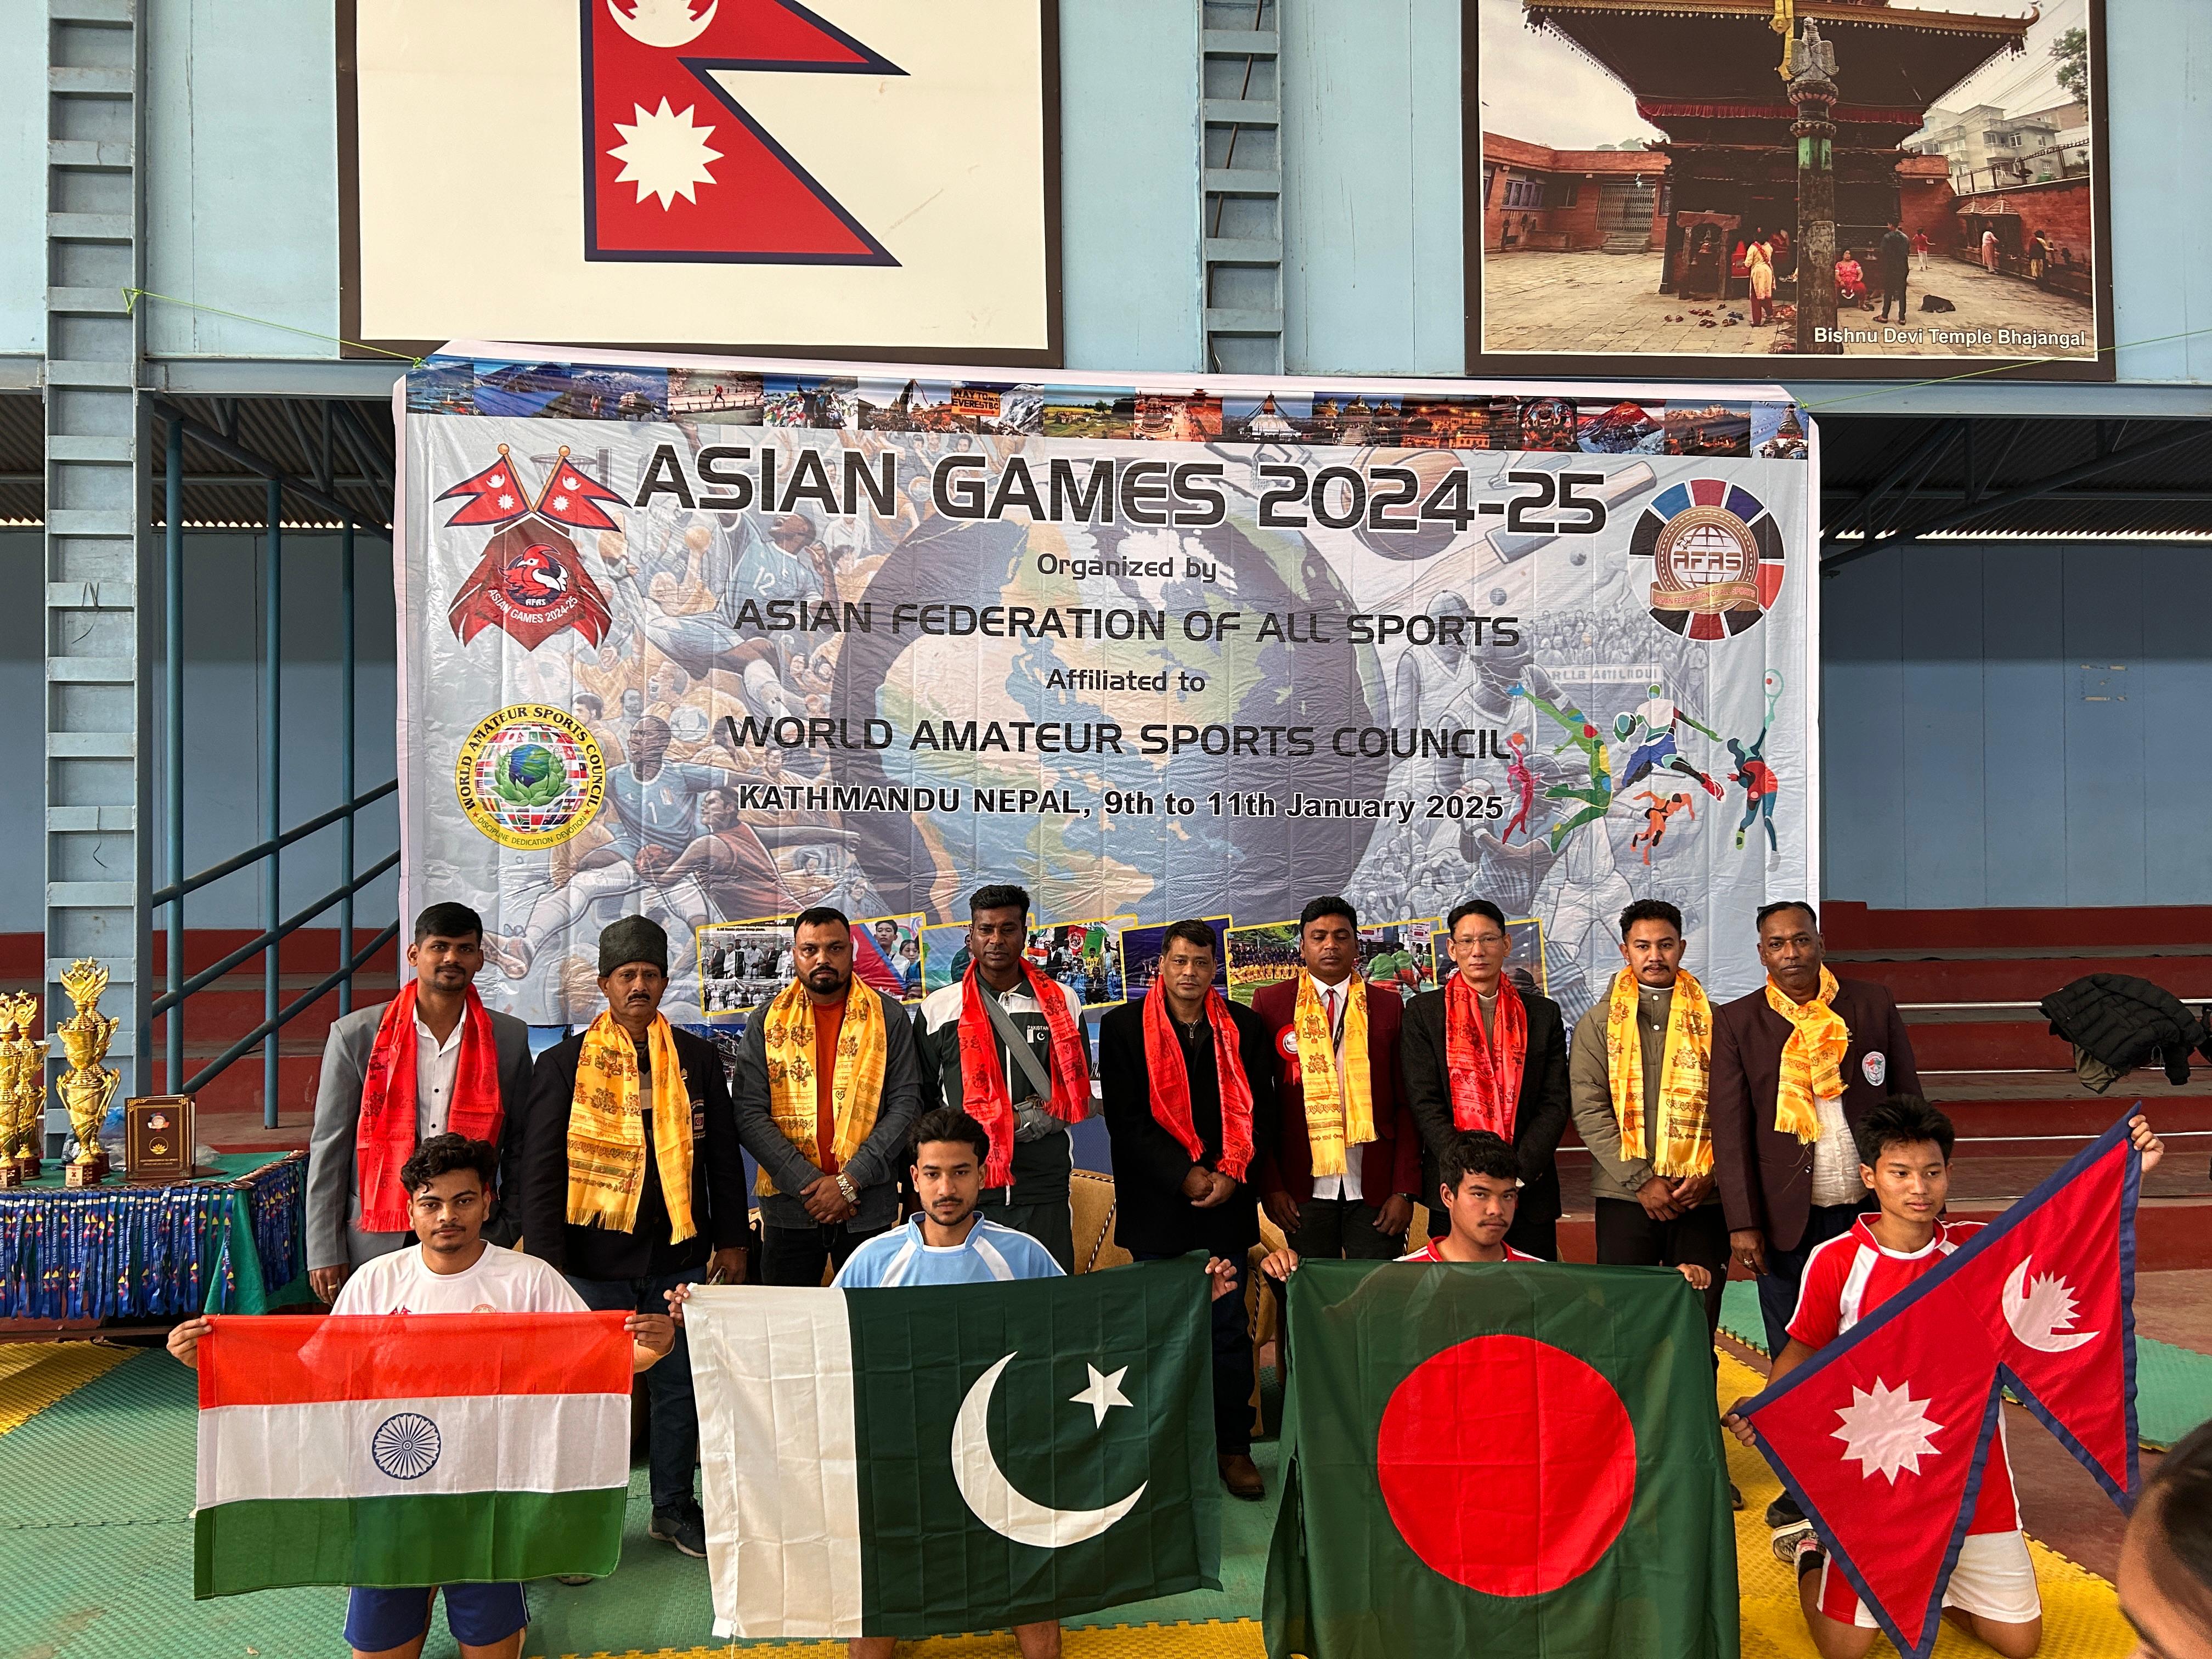 Bishnu Devi Temple Bhajangal
WAY TO MT.
EVEREST B.C
ASIAN GAMES 2024-25
Organized by
ASIAN FEDERATION OF ALL SPORTS
Affiliated to
WORLD AMATEUR SPORTS COUNCIL
KATHMANDU NEPAL, 9th to 11th January 2025
AFAS
ASIAN GAMES 2024-25
AFAS
ASIAN FEDERATION OF ALL SPORTS
WORLD AMATEUR SPORTS COUNCIL
DISCIPLINE DEDICATION DEVOTION
12
PAKISTAN